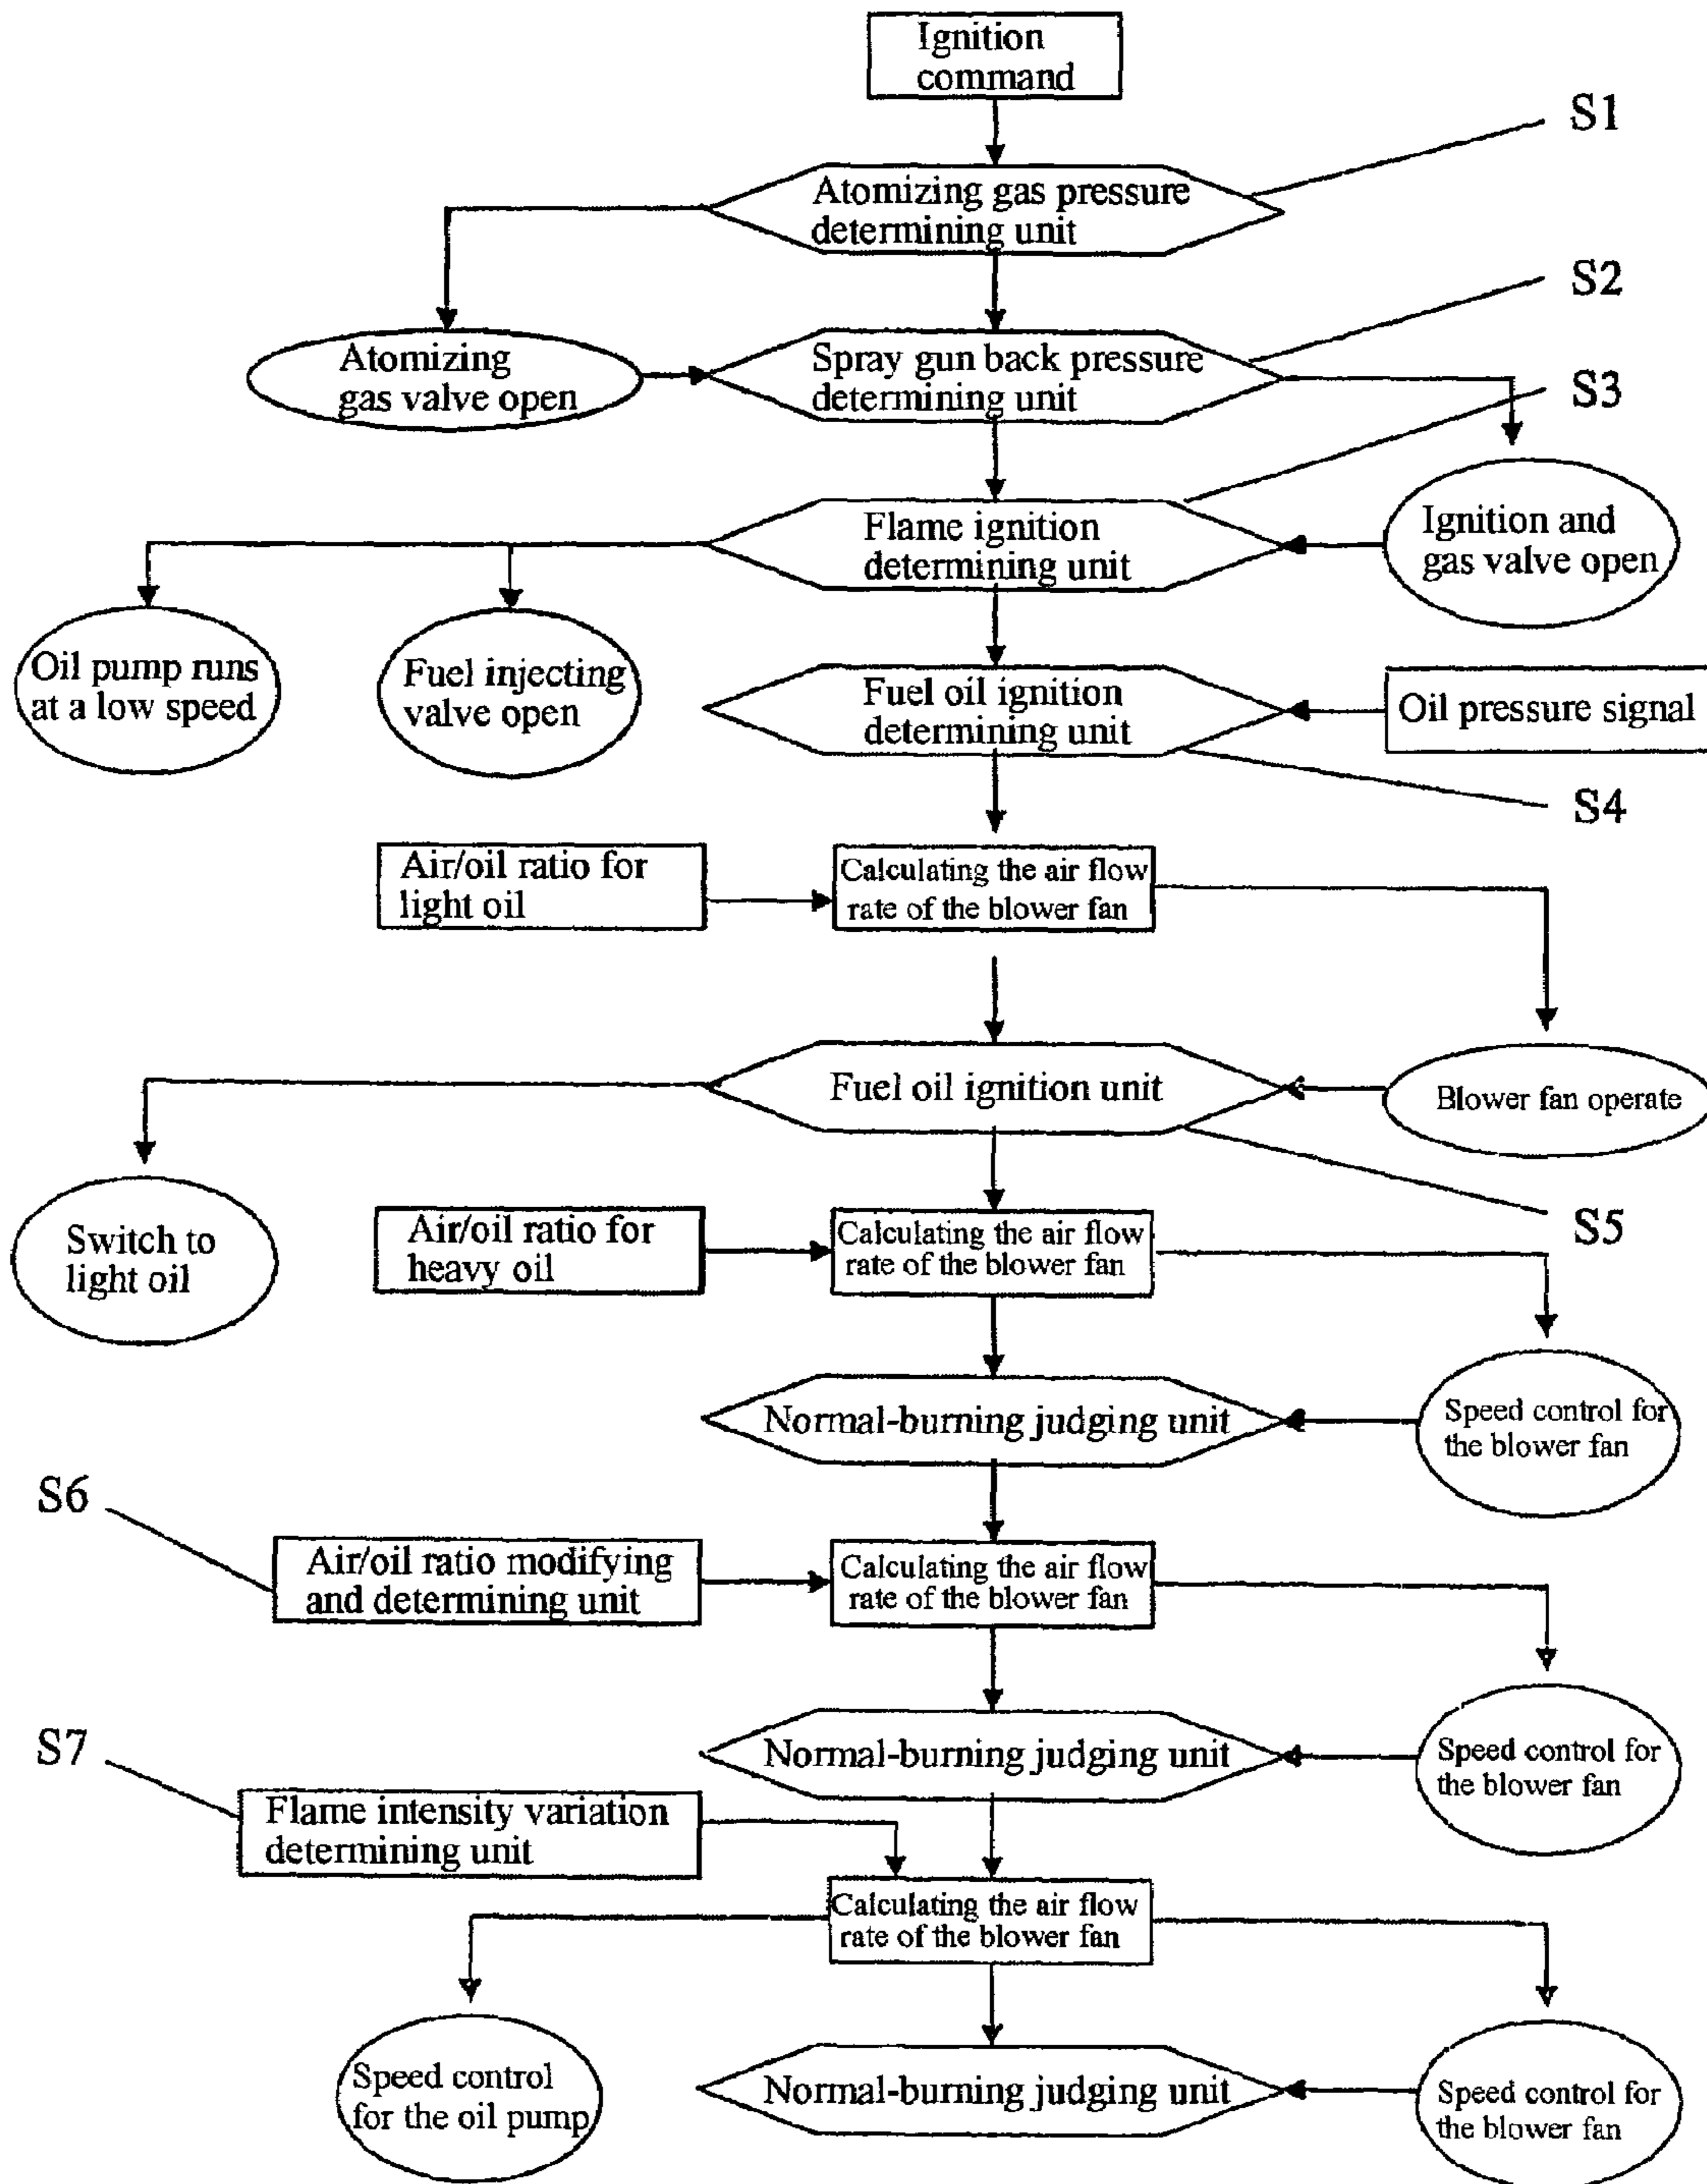 Ignition
command
S1
Atomizing gas pressure
determining unit
S2
Atomizing
gas valve open
Spray gun back pressure
determining unit
S3
Flame ignition
determining unit
Ignition and
gas valve open
Oil pump runs
at a low speed
Fuel injecting
valve open
Fuel oil ignition
determining unit
Oil pressure signal
S4
Air/oil ratio for
light oil
Calculating the air flow
rate of the blower fan
Fuel oil ignition unit
Blower fan operate
Switch to
light oil
Air/oil ratio for
heavy oil
Calculating the air flow
rate of the blower fan
S5
Normal-burning judging unit
Speed control for
the blower fan
S6
Air/oil ratio modifying
and determining unit
Calculating the air flow
rate of the blower fan
S7
Normal-burning judging unit
Speed control for
the blower fan
Flame intensity variation
determining unit
Calculating the air flow
rate of the blower fan
Speed control
for the oil pump
Normal-burning judging unit
Speed control for
the blower fan